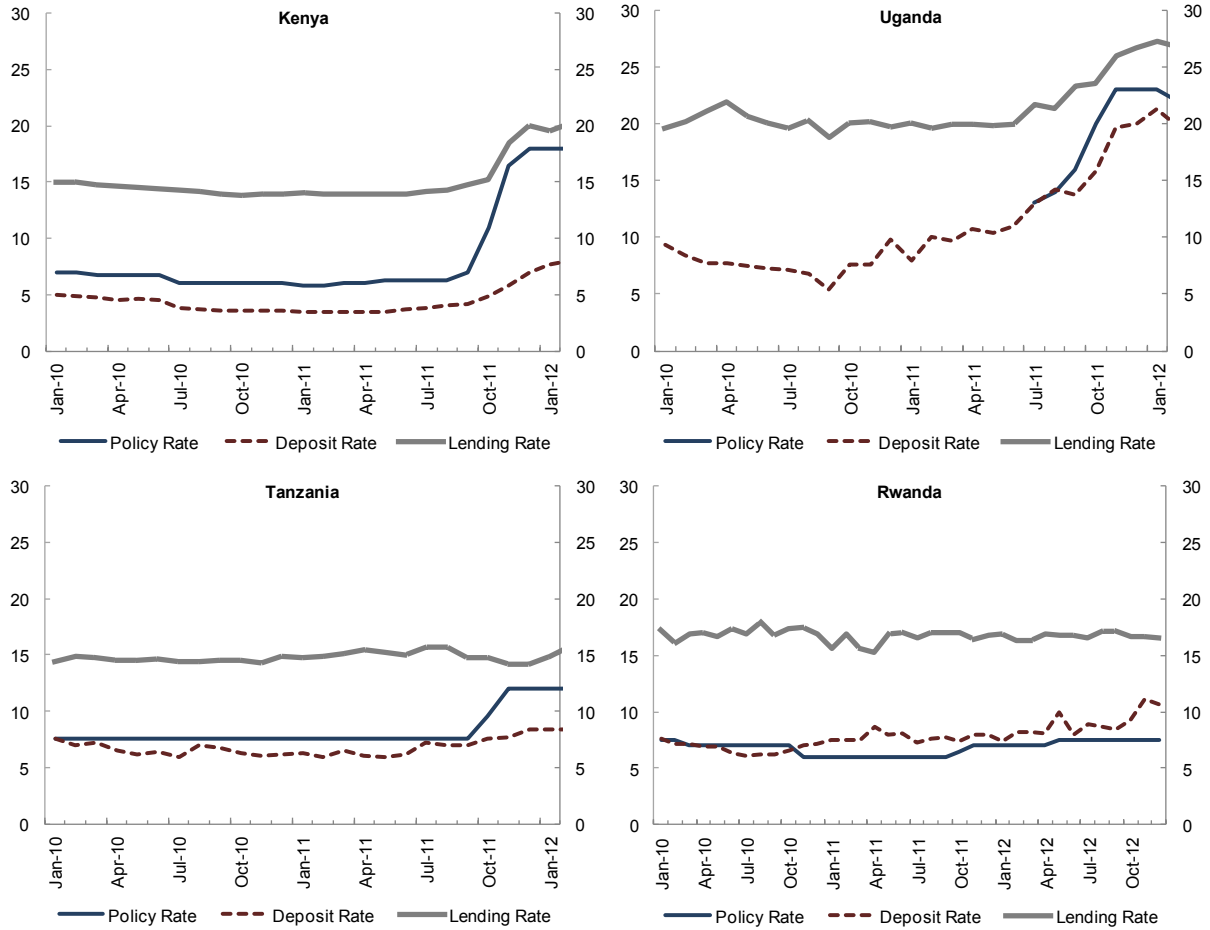 Kenya
30 30
25 25
20 20
15 15
10 10
5 5
0 0
Jan-10 Apr-10 Jul-10 Oct-10 Jan-11 Apr-11 Jul-11 Oct-11 Jan-12
Policy Rate Deposit Rate Lending Rate
Uganda
30 30
25 25
20 20
15 15
10 10
5 5
0 0
Jan-10 Apr-10 Jul-10 Oct-10 Jan-11 Apr-11 Jul-11 Oct-11 Jan-12
Policy Rate Deposit Rate Lending Rate
Tanzania
30 30
25 25
20 20
15 15
10 10
5 5
0 0
Jan-10 Apr-10 Jul-10 Oct-10 Jan-11 Apr-11 Jul-11 Oct-11 Jan-12
Policy Rate Deposit Rate Lending Rate
Rwanda
30 30
25 25
20 20
15 15
10 10
5 5
0 0
Jan-10 Apr-10 Jul-10 Oct-10 Jan-11 Apr-11 Jul-11 Oct-11 Jan-12 Apr-12 Jul-12 Oct-12
Policy Rate Deposit Rate Lending Rate